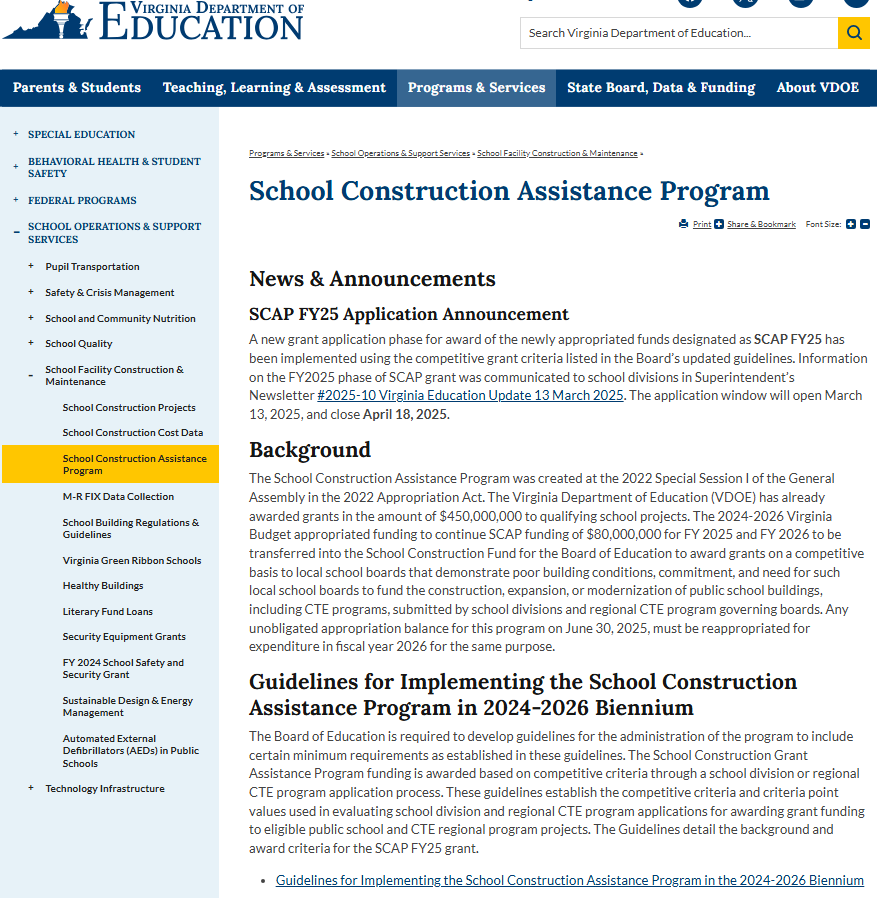 VIRGINIA DEPARTMENT OF
EDUCATION
Search Virginia Department of Education...
Parents & Students
Teaching, Learning & Assessment
Programs & Services
State Board, Data & Funding
About VDOE
+ SPECIAL EDUCATION
+ BEHAVIORAL HEALTH & STUDENT
SAFETY
+ FEDERAL PROGRAMS
– SCHOOL OPERATIONS & SUPPORT
SERVICES
+ Pupil Transportation
+ Safety & Crisis Management
+ School and Community Nutrition
+ School Quality
- School Facility Construction &
Maintenance
School Construction Projects
School Construction Cost Data
School Construction Assistance
Program
M-R FIX Data Collection
School Building Regulations &
Guidelines
Virginia Green Ribbon Schools
Healthy Buildings
Literary Fund Loans
Security Equipment Grants
FY 2024 School Safety and
Security Grant
Sustainable Design & Energy
Management
Automated External
Defibrillators (AEDs) in Public
Schools
+ Technology Infrastructure
Programs & Services » School Operations & Support Services » School Facility Construction & Maintenance »
School Construction Assistance Program
Print + Share & Bookmark Font Size: + -
News & Announcements
SCAP FY25 Application Announcement
A new grant application phase for award of the newly appropriated funds designated as SCAP FY25 has
been implemented using the competitive grant criteria listed in the Board's updated guidelines. Information
on the FY2025 phase of SCAP grant was communicated to school divisions in Superintendent's
Newsletter #2025-10 Virginia Education Update 13 March 2025. The application window will open March
13, 2025, and close April 18, 2025.
Background
The School Construction Assistance Program was created at the 2022 Special Session I of the General
Assembly in the 2022 Appropriation Act. The Virginia Department of Education (VDOE) has already
awarded grants in the amount of $450,000,000 to qualifying school projects. The 2024-2026 Virginia
Budget appropriated funding to continue SCAP funding of $80,000,000 for FY 2025 and FY 2026 to be
transferred into the School Construction Fund for the Board of Education to award grants on a competitive
basis to local school boards that demonstrate poor building conditions, commitment, and need for such
local school boards to fund the construction, expansion, or modernization of public school buildings,
including CTE programs, submitted by school divisions and regional CTE program governing boards. Any
unobligated appropriation balance for this program on June 30, 2025, must be reappropriated for
expenditure in fiscal year 2026 for the same purpose.
Guidelines for Implementing the School Construction
Assistance Program in 2024-2026 Biennium
The Board of Education is required to develop guidelines for the administration of the program to include
certain minimum requirements as established in these guidelines. The School Construction Grant
Assistance Program funding is awarded based on competitive criteria through a school division or regional
CTE program application process. These guidelines establish the competitive criteria and criteria point
values used in evaluating school division and regional CTE program applications for awarding grant funding
to eligible public school and CTE regional program projects. The Guidelines detail the background and
award criteria for the SCAP FY25 grant.
• Guidelines for Implementing the School Construction Assistance Program in the 2024-2026 Biennium